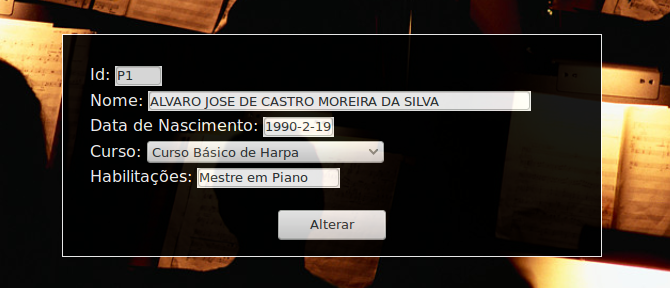 Id: P1
Nome: ALVARO JOSE DE CASTRO MOREIRA DA SILVA
Data de Nascimento: 1990-2-19
Curso: Curso Básico de Harpa
Habilitações: Mestre em Piano
Alterar